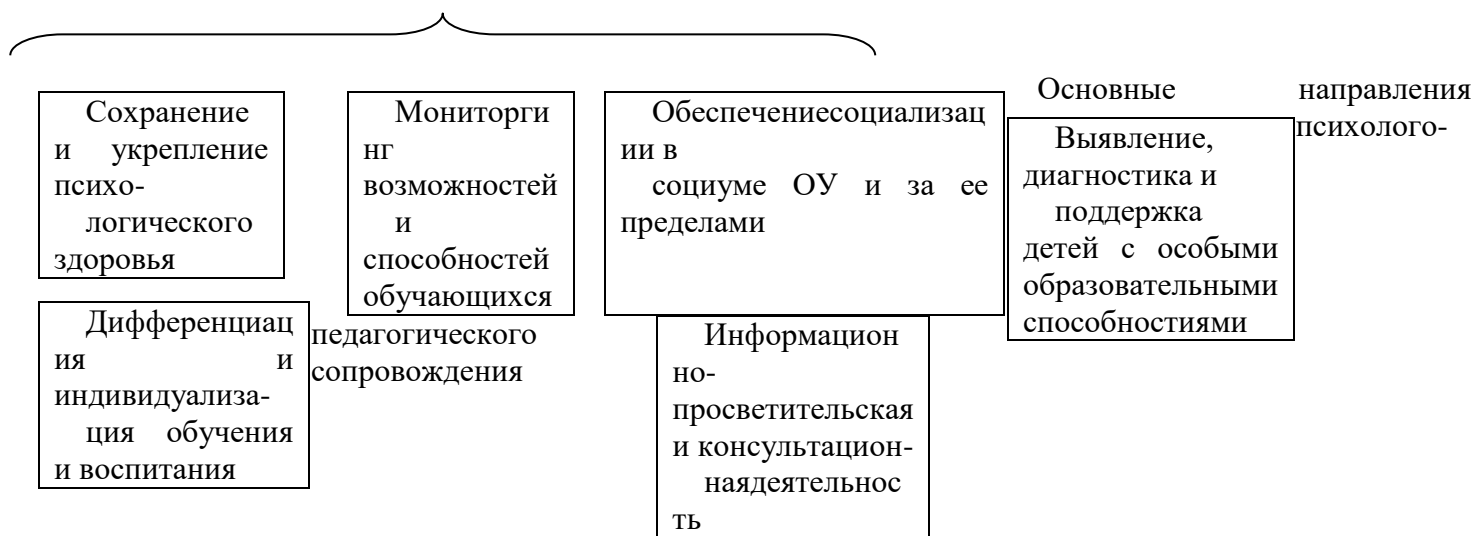 Основные направления
психолого-
Сохранение
и укрепление
психо-
логического
здоровья
Мониторги
нг
возможностей
и
способностей
обучающихся
Обеспечениесоциализац
ии в
социуме ОУ и за ее
пределами
Выявление,
диагностика и
поддержка
детей с особыми
образовательными
способностиями
Дифференциац
ия и
индивидуализа-
ция обучения
и воспитания
педагогического
сопровождения
Информацион
но-
просветительская
и консультацион-
наядеятельнос
ть